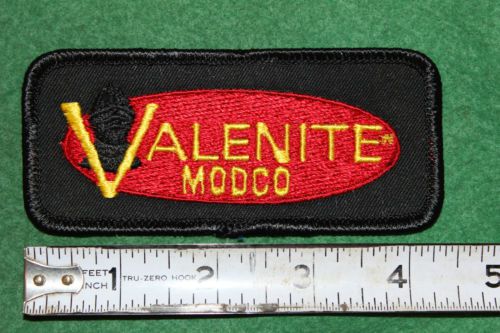 VALENITE
MODCO
FEET 1 TRU-ZERO HOOK 2 3 4 5
INCH